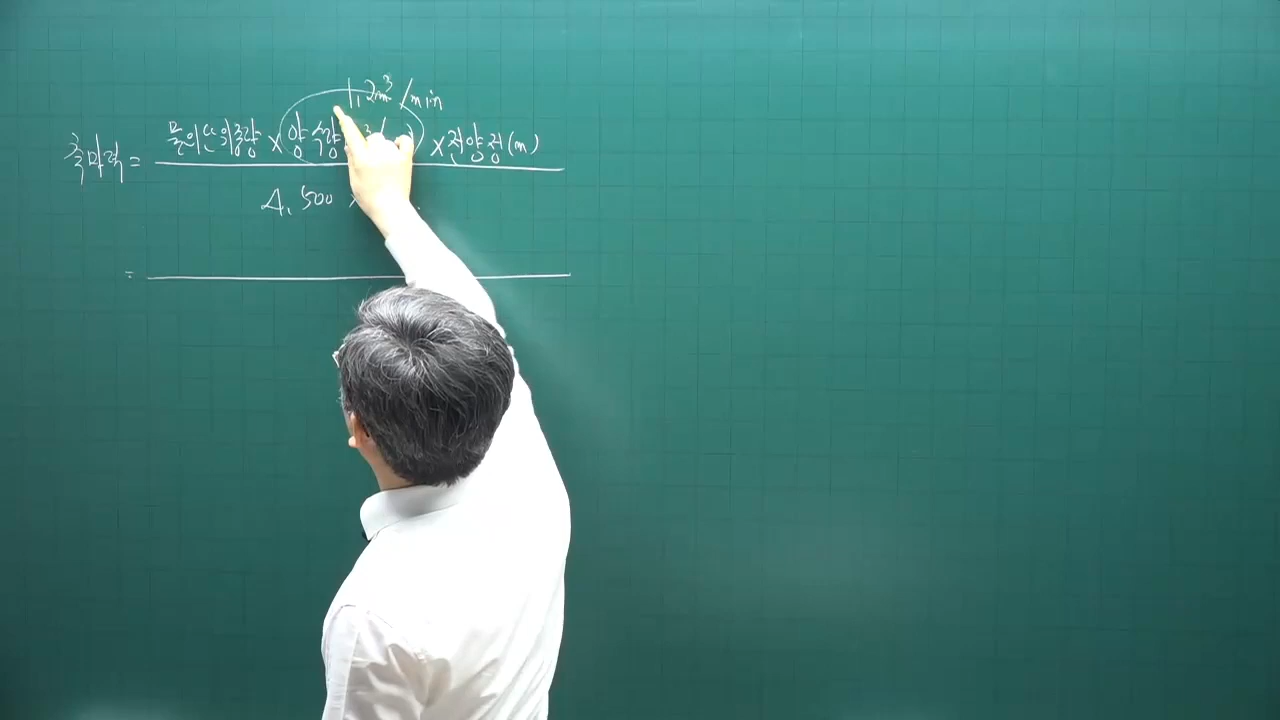 1,2m³/min
축마력 = 물의단위중량 × 양수량 × 전양정(m)
4,500 ×
=